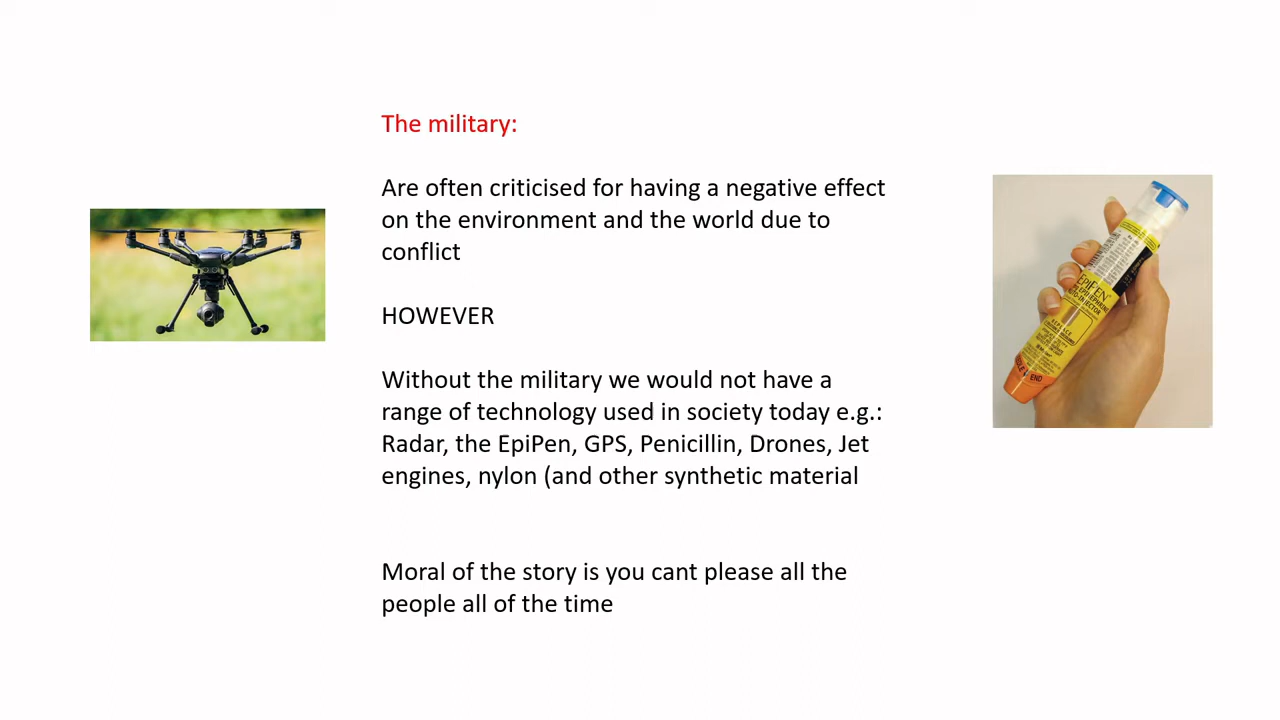 The military:
Are often criticised for having a negative effect
on the environment and the world due to
conflict
HOWEVER
Without the military we would not have a
range of technology used in society today e.g.:
Radar, the EpiPen, GPS, Penicillin, Drones, Jet
engines, nylon (and other synthetic material
Moral of the story is you cant please all the
people all of the time
EPIPEN